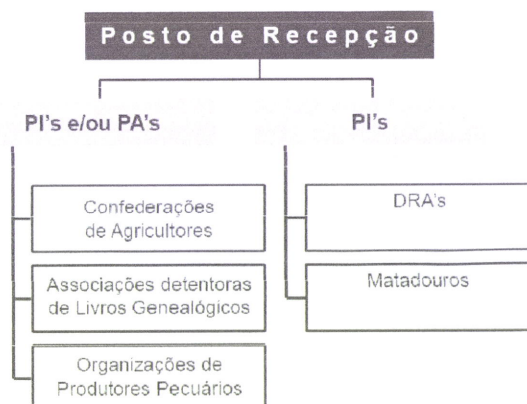 Posto de Recepção
PI's e/ou PA's
Confederações
de Agricultores
Associações detentoras
de Livros Genealógicos
Organizações de
Produtores Pecuários
PI's
DRA's
Matadouros